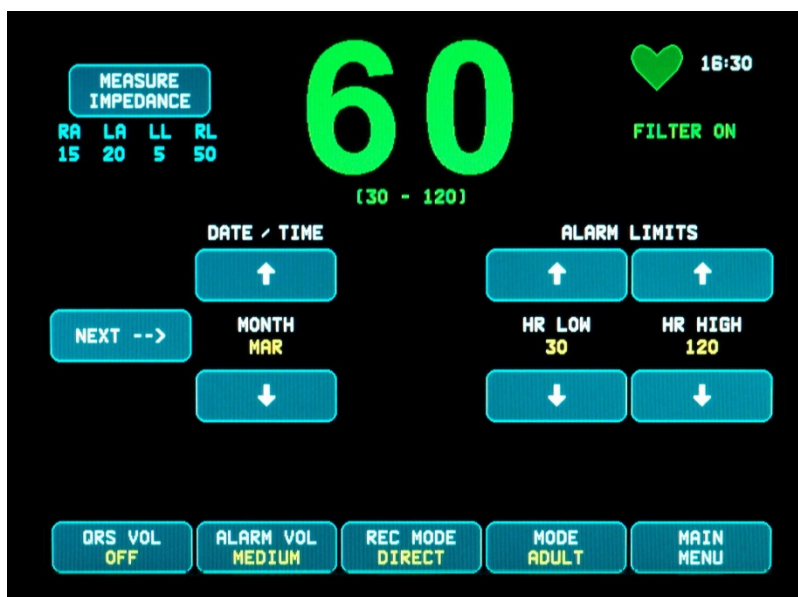 MEASURE
IMPEDANCE
RA LA LL RL
15 20 5 50
60
(30 - 120)
16:30
FILTER ON
DATE / TIME
↑
NEXT -->
MONTH
MAR
↓
ALARM LIMITS
↑ ↑
HR LOW HR HIGH
30 120
↓ ↓
QRS VOL
OFF
ALARM VOL
MEDIUM
REC MODE
DIRECT
MODE
ADULT
MAIN
MENU